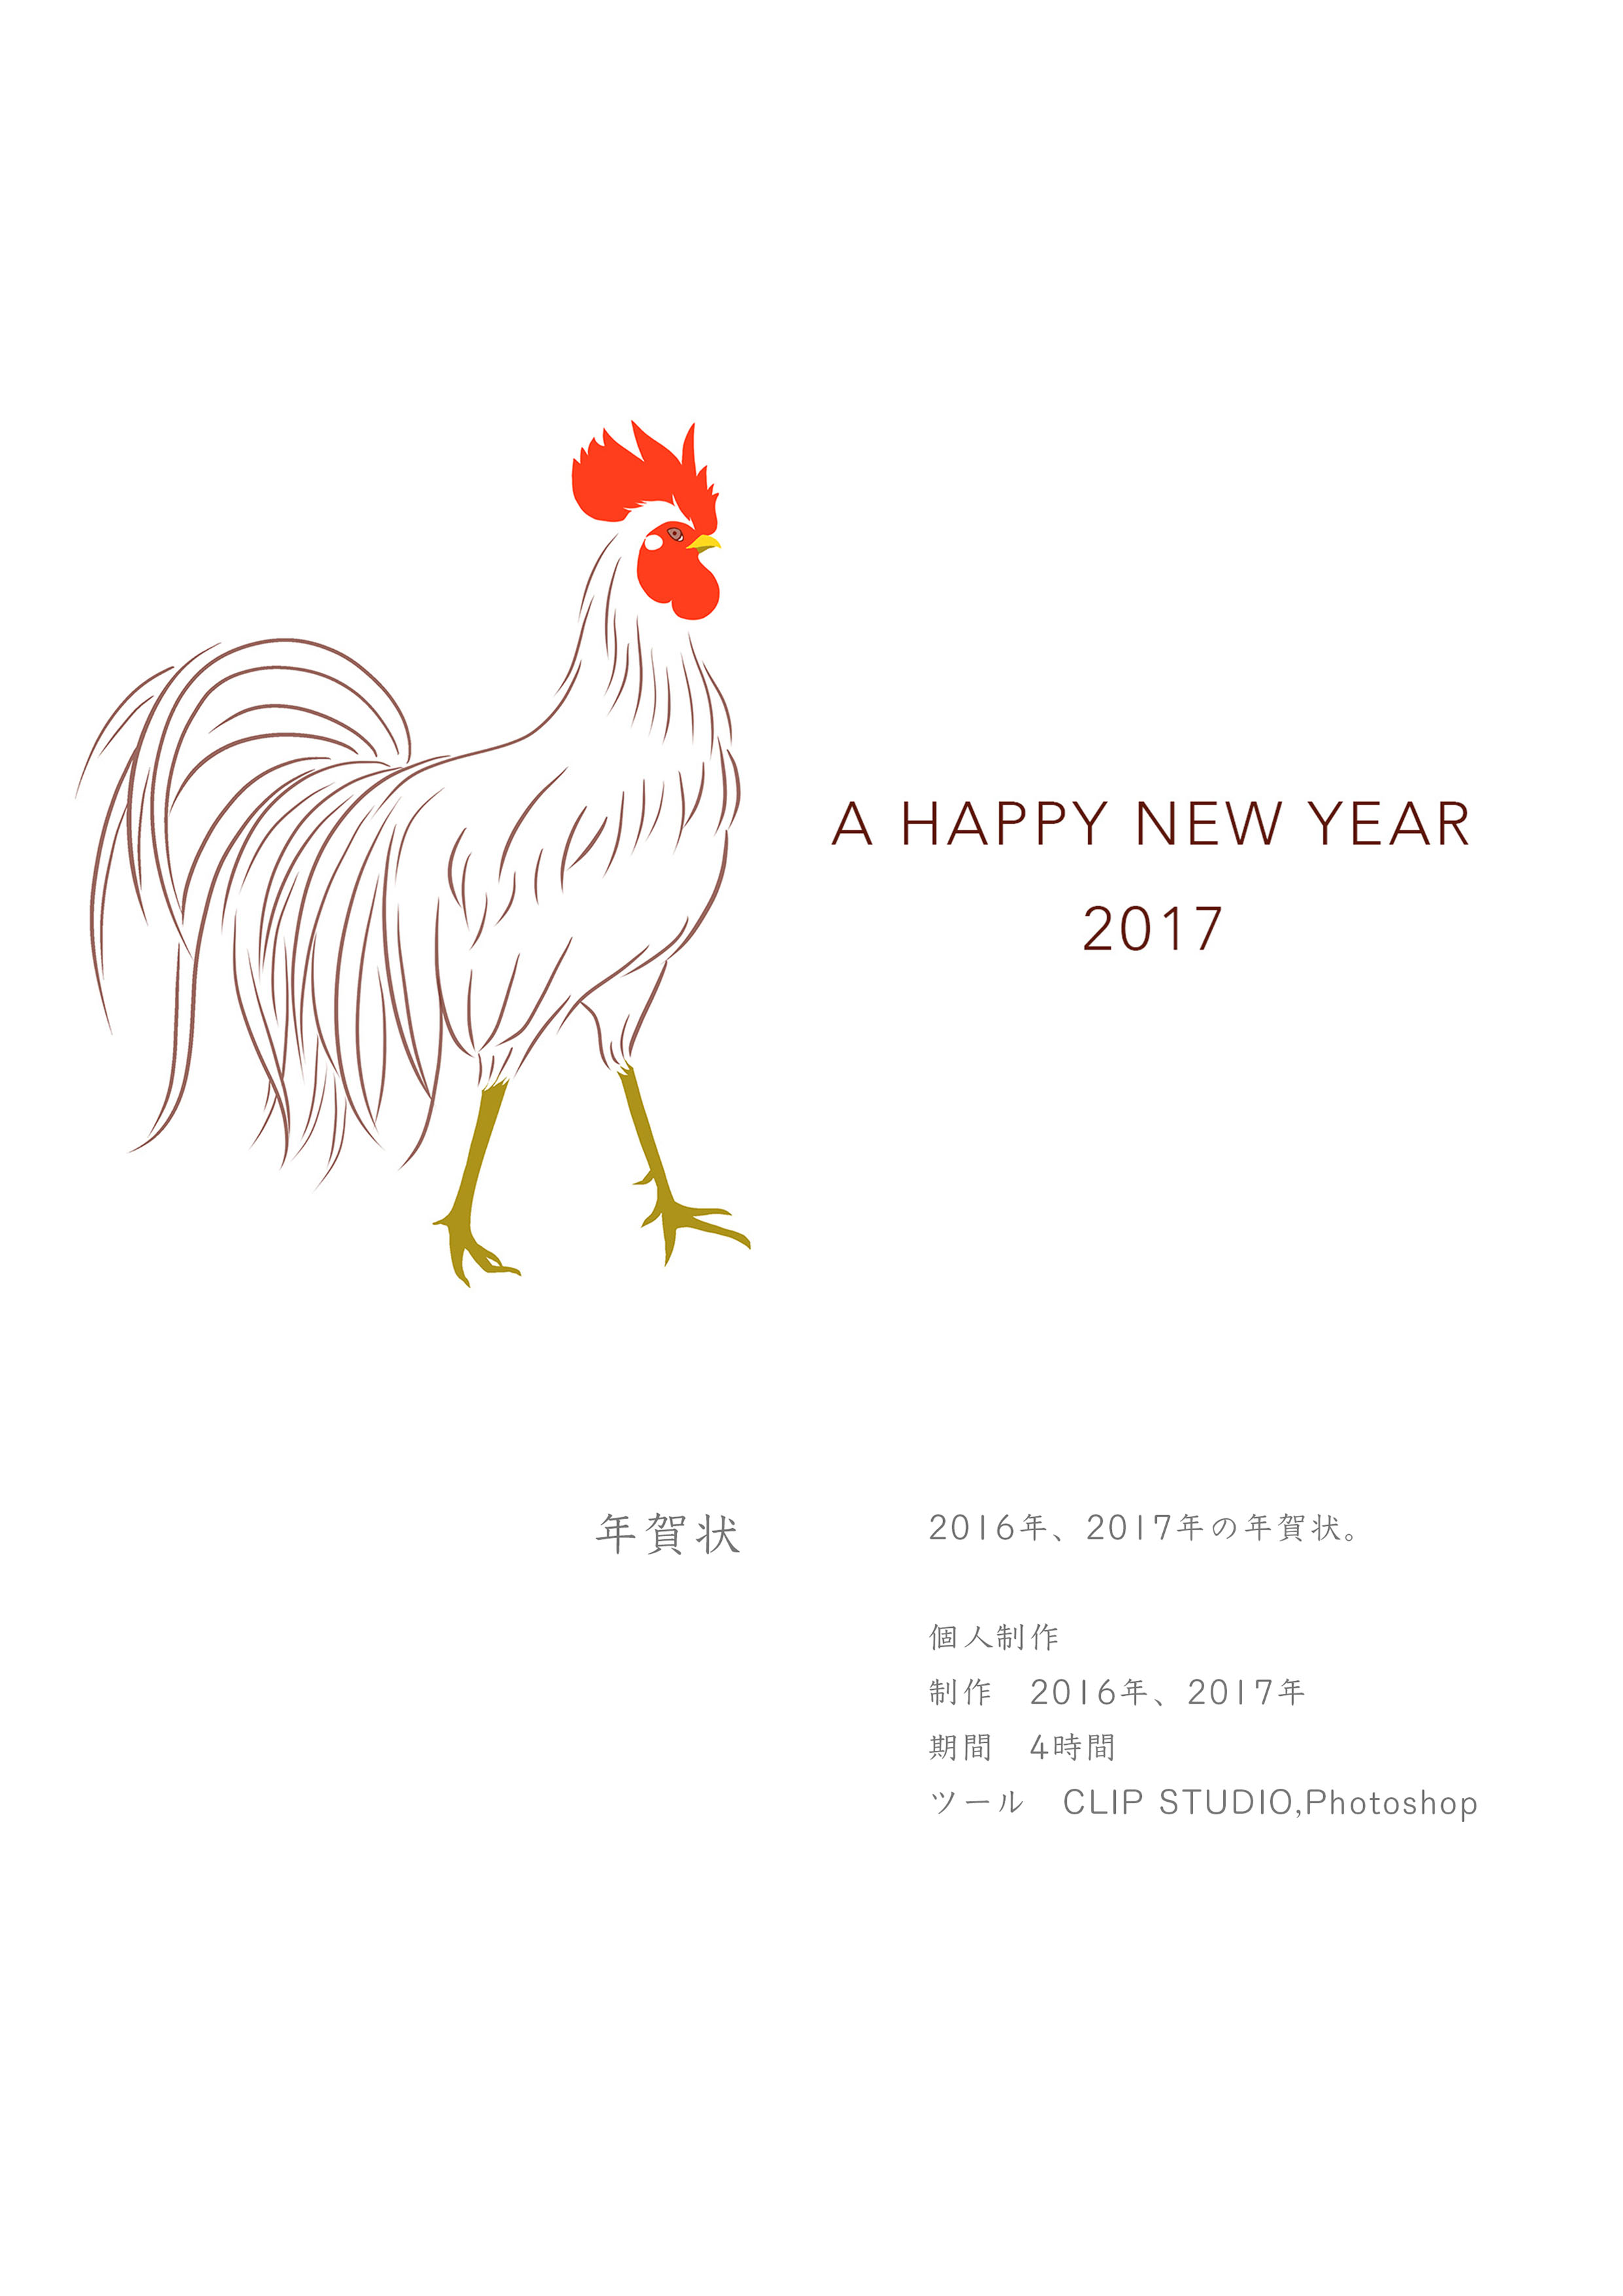 A HAPPY NEW YEAR
2017
年賀状
2016年、2017年の年賀状。
個人制作
制作　2016年、2017年
期間　4時間
ツール　CLIP STUDIO,Photoshop